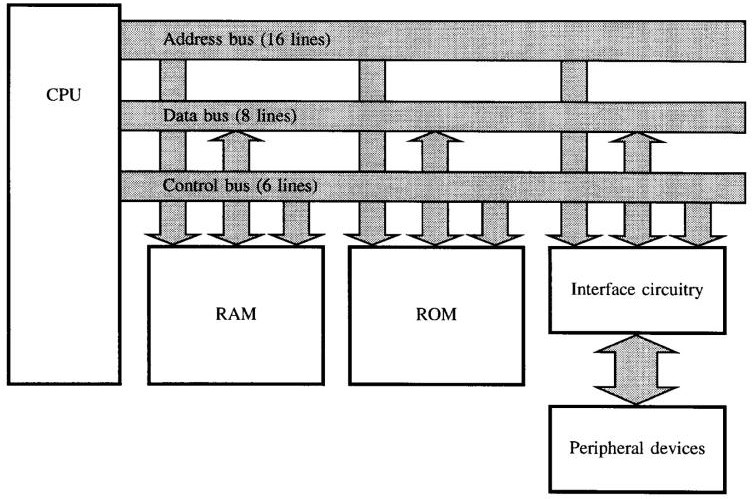 Address bus (16 lines)
CPU
Data bus (8 lines)
Control bus (6 lines)
RAM
ROM
Interface circuitry
Peripheral devices